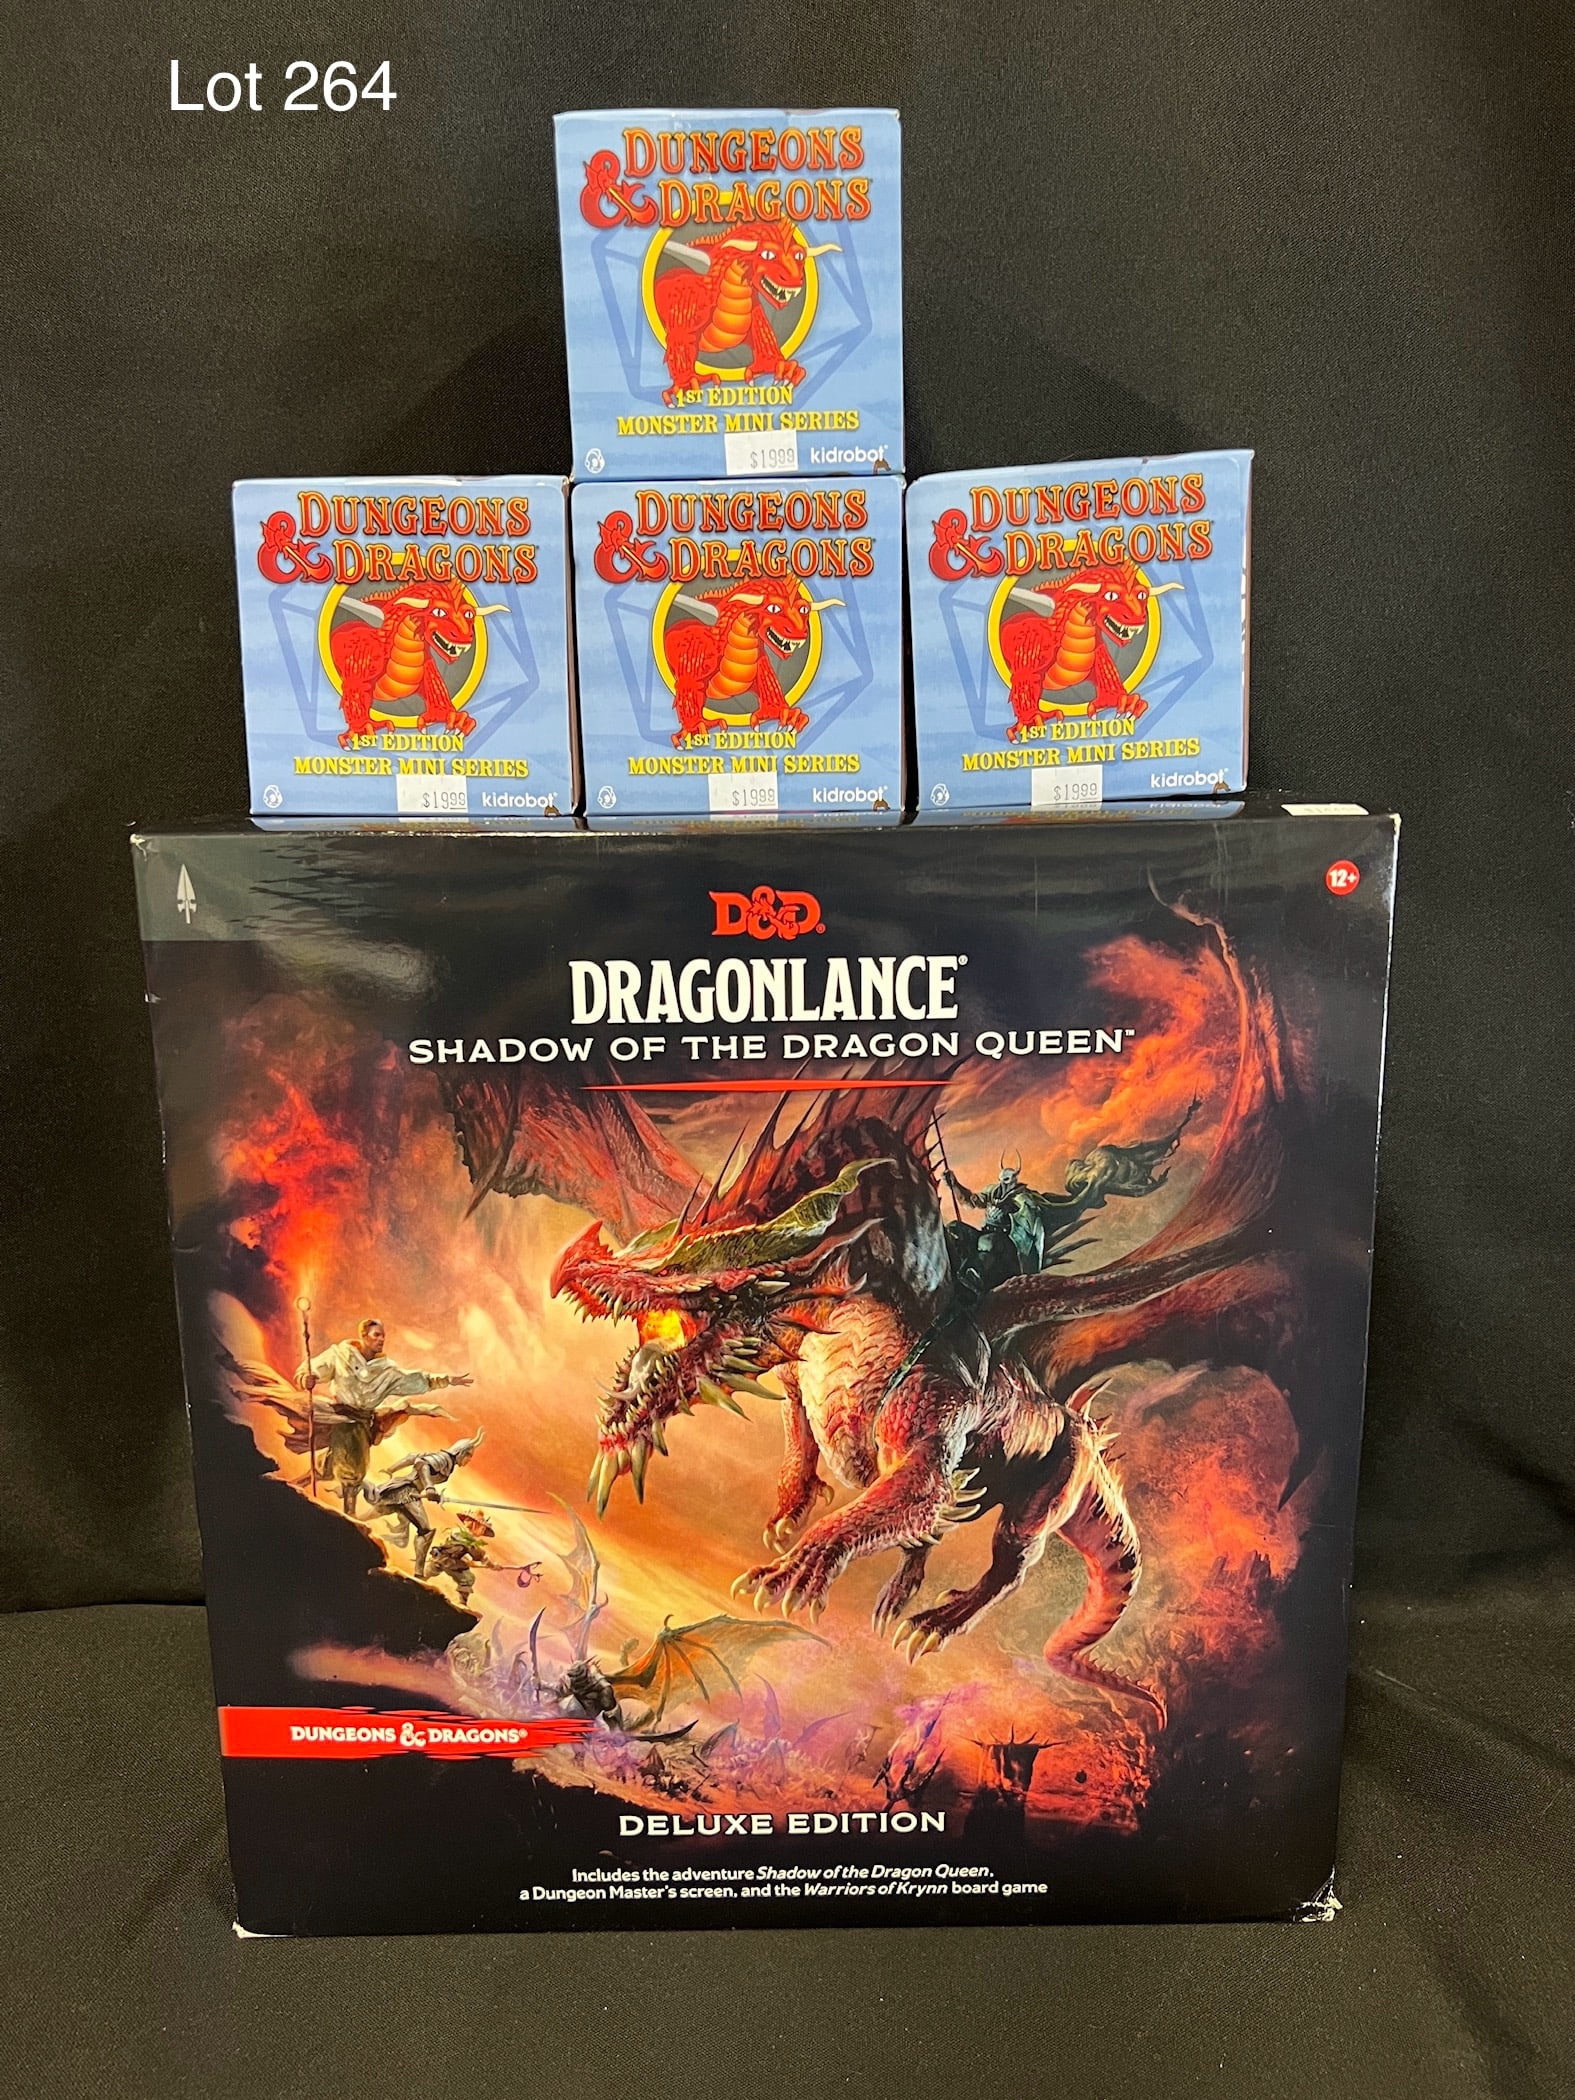 Lot 264
DUNGEONS
& DRAGONS
1ST EDITION
MONSTER MINI SERIES
$1999
kidrobot
DUNGEONS
& DRAGONS
1ST EDITION
MONSTER MINI SERIES
$1999
kidrobot
DUNGEONS
& DRAGONS
1ST EDITION
MONSTER MINI SERIES
$1999
kidrobot
DUNGEONS
& DRAGONS
1ST EDITION
MONSTER MINI SERIES
$1999
kidrobot
12+
D&D®
DRAGONLANCE®
SHADOW OF THE DRAGON QUEEN™
DUNGEONS & DRAGONS®
DELUXE EDITION
Includes the adventure Shadow of the Dragon Queen,
a Dungeon Master's screen, and the Warriors of Krynn board game